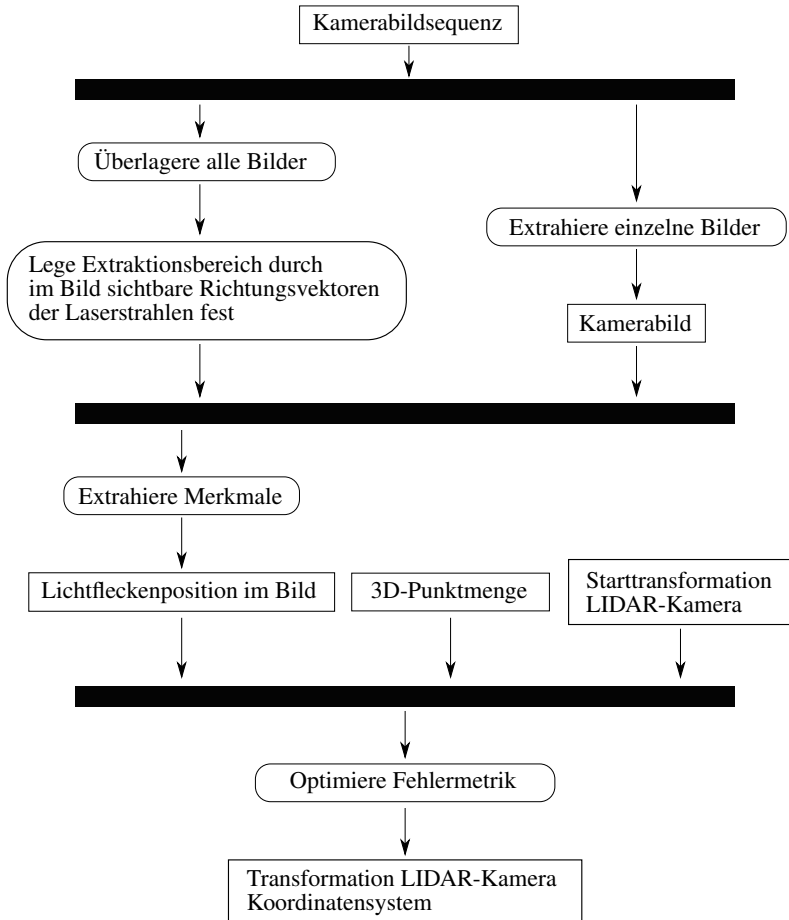 Kamerabildsequenz
Überlagere alle Bilder
Extrahiere einzelne Bilder
Lege Extraktionsbereich durch
im Bild sichtbare Richtungsvektoren
der Laserstrahlen fest
Kamerabild
Extrahiere Merkmale
Lichtfleckenposition im Bild
3D-Punktmenge
Starttransformation
LIDAR-Kamera
Optimiere Fehlermetrik
Transformation LIDAR-Kamera
Koordinatensystem